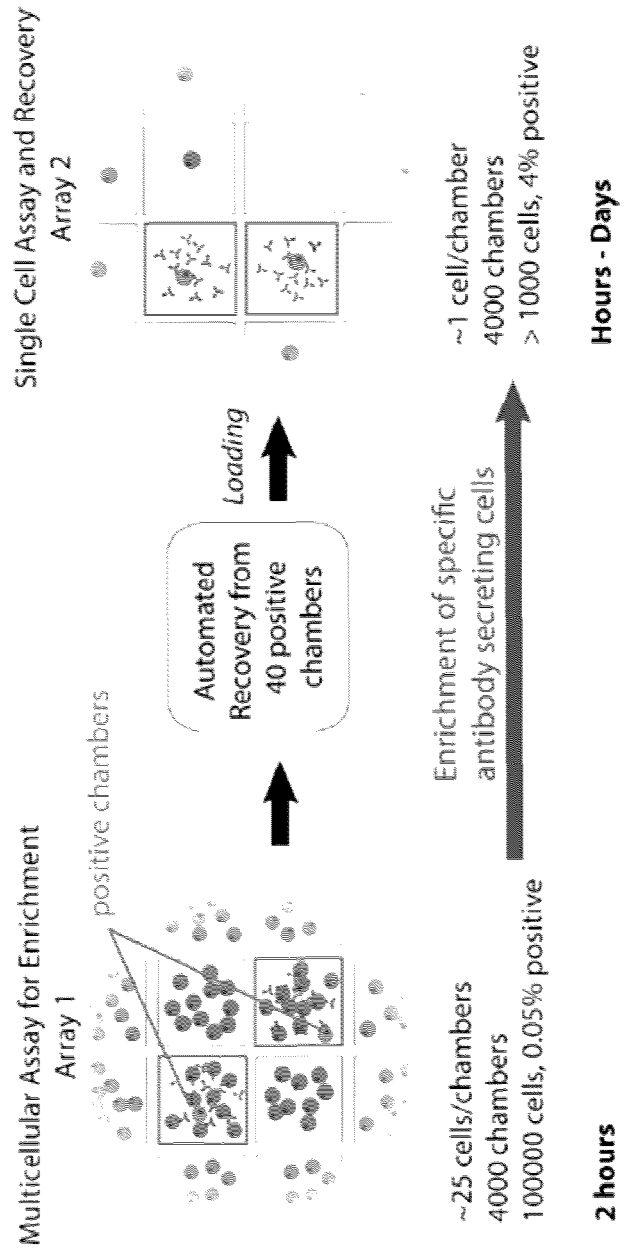 Multicellular Assay for Enrichment
Array 1
positive chambers
~25 cells/chambers
4000 chambers
100000 cells, 0.05% positive
2 hours
Automated
Recovery from
40 positive
chambers
Loading
Enrichment of specific
antibody secreting cells
Single Cell Assay and Recovery
Array 2
~1 cell/chamber
4000 chambers
> 1000 cells, 4% positive
Hours - Days